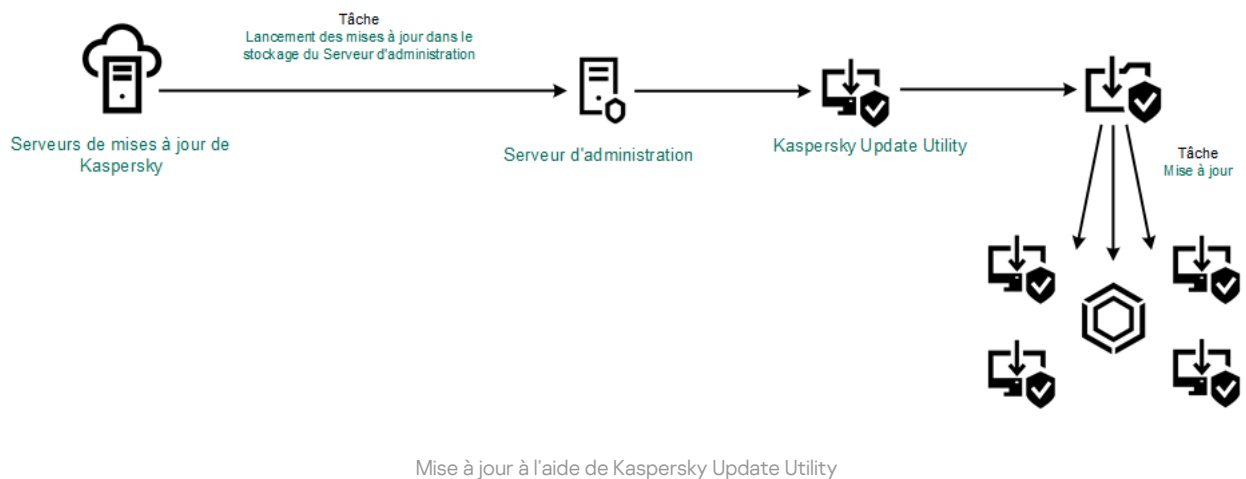 Tâche
Lancement des mises à jour dans le
stockage du Serveur d'administration
Serveurs de mises à jour de
Kaspersky
Serveur d'administration
Kaspersky Update Utility
Tâche
Mise à jour
Mise à jour à l'aide de Kaspersky Update Utility